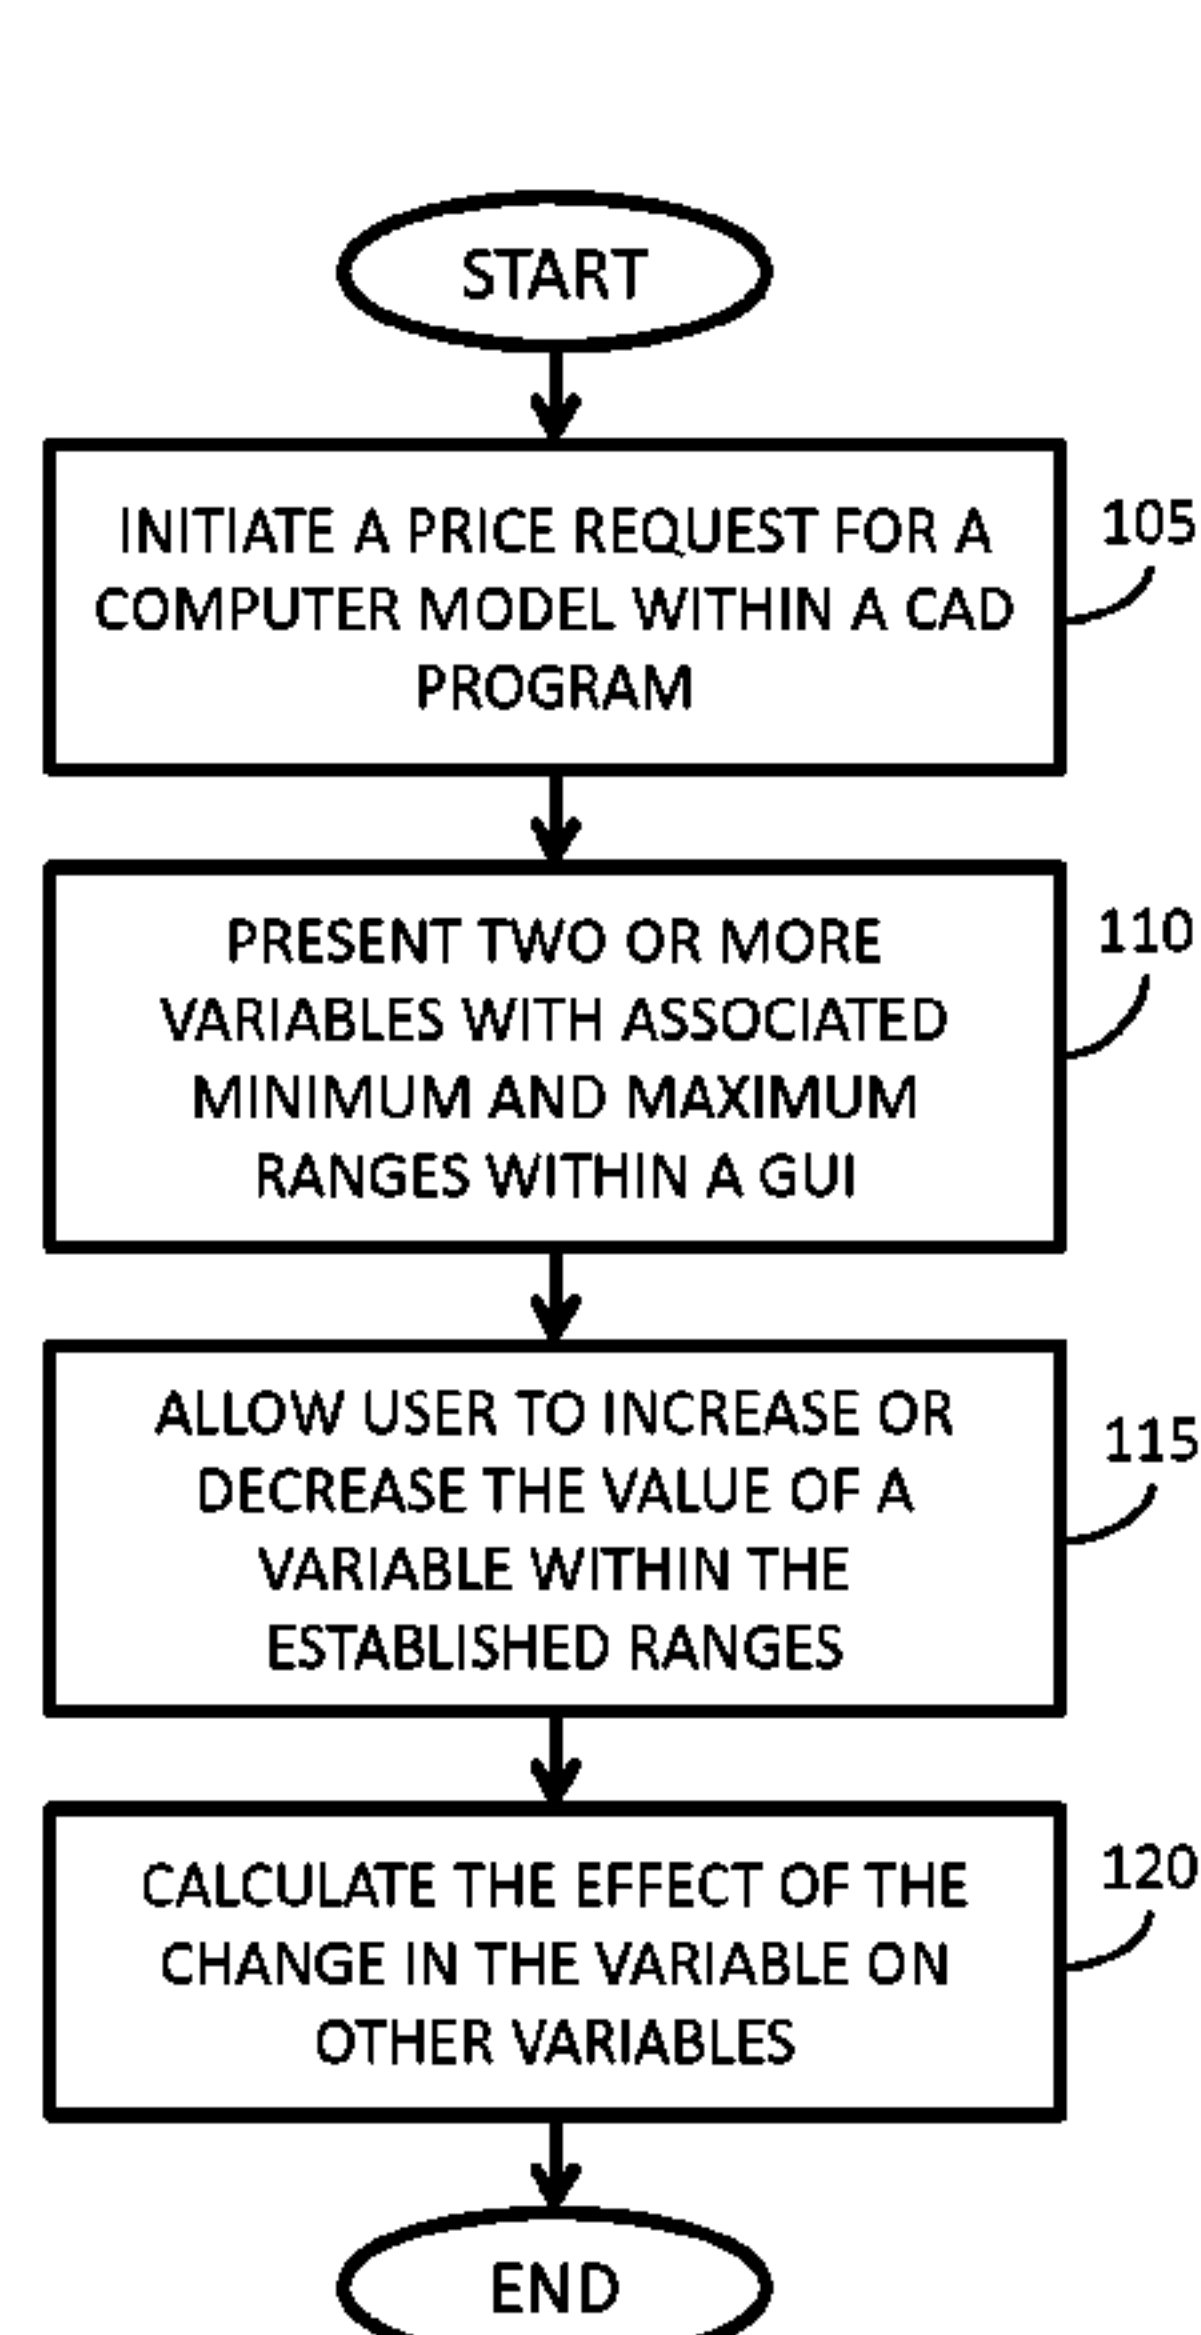 START
INITIATE A PRICE REQUEST FOR A
COMPUTER MODEL WITHIN A CAD
PROGRAM
105
PRESENT TWO OR MORE
VARIABLES WITH ASSOCIATED
MINIMUM AND MAXIMUM
RANGES WITHIN A GUI
110
ALLOW USER TO INCREASE OR
DECREASE THE VALUE OF A
VARIABLE WITHIN THE
ESTABLISHED RANGES
115
CALCULATE THE EFFECT OF THE
CHANGE IN THE VARIABLE ON
OTHER VARIABLES
120
END